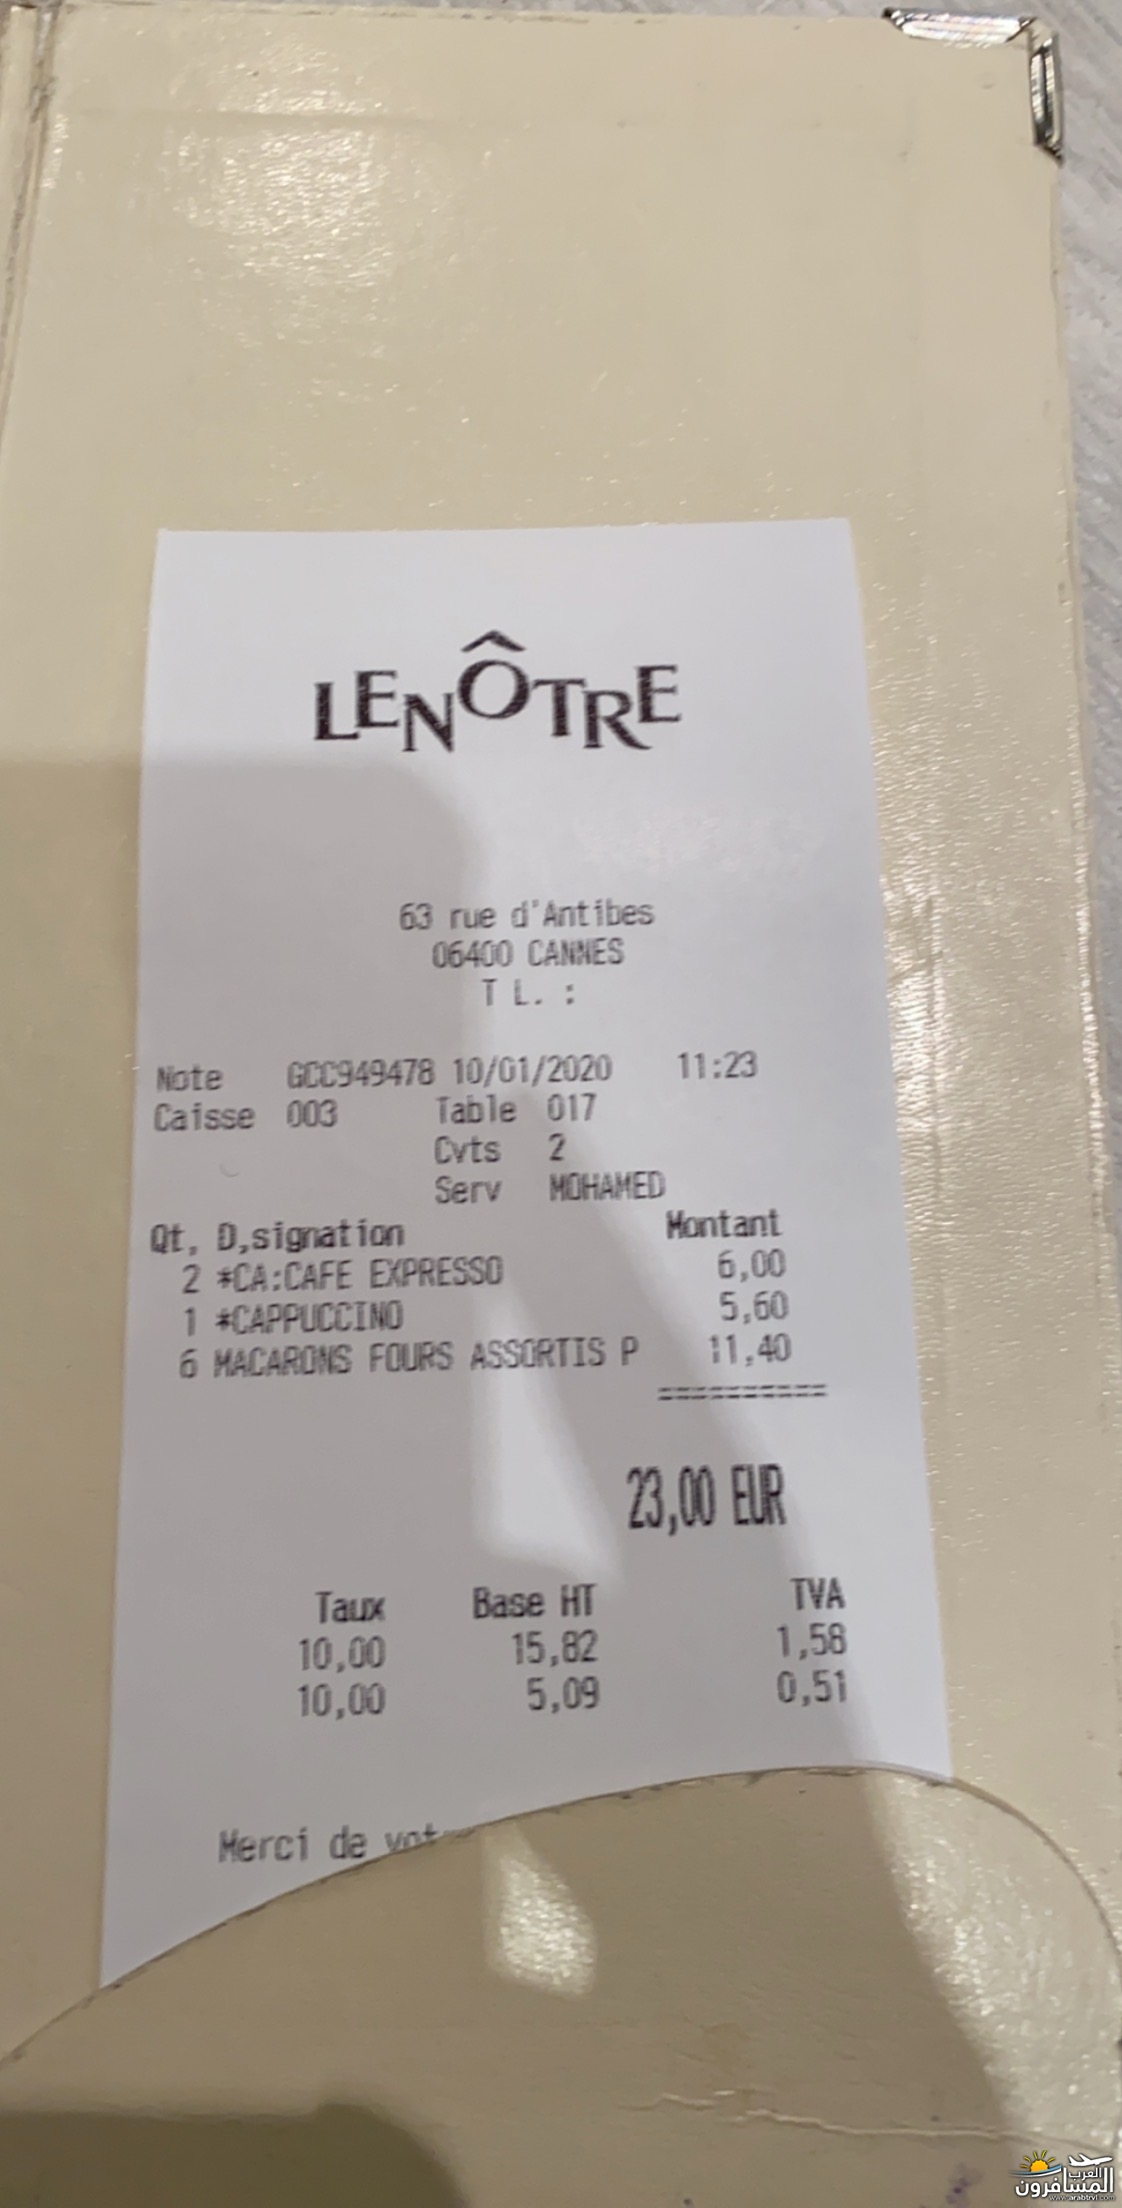 LENÔTRE
63 rue d'Antibes
06400 CANNES
T L. :
Note GCC949478 10/01/2020 11:23
Caisse 003 Table 017
Cvts 2
Serv MOHAMED
Qt, D,signation Montant
2 *CA:CAFE EXPRESSO 6,00
1 *CAPPUCCINO 5,60
6 MACARONS FOURS ASSORTIS P 11,40
==========
23,00 EUR
Taux Base HT TVA
10,00 15,82 1,58
10,00 5,09 0,51
Merci de vot
العرب
المسافرون
www.arabtrvl.com